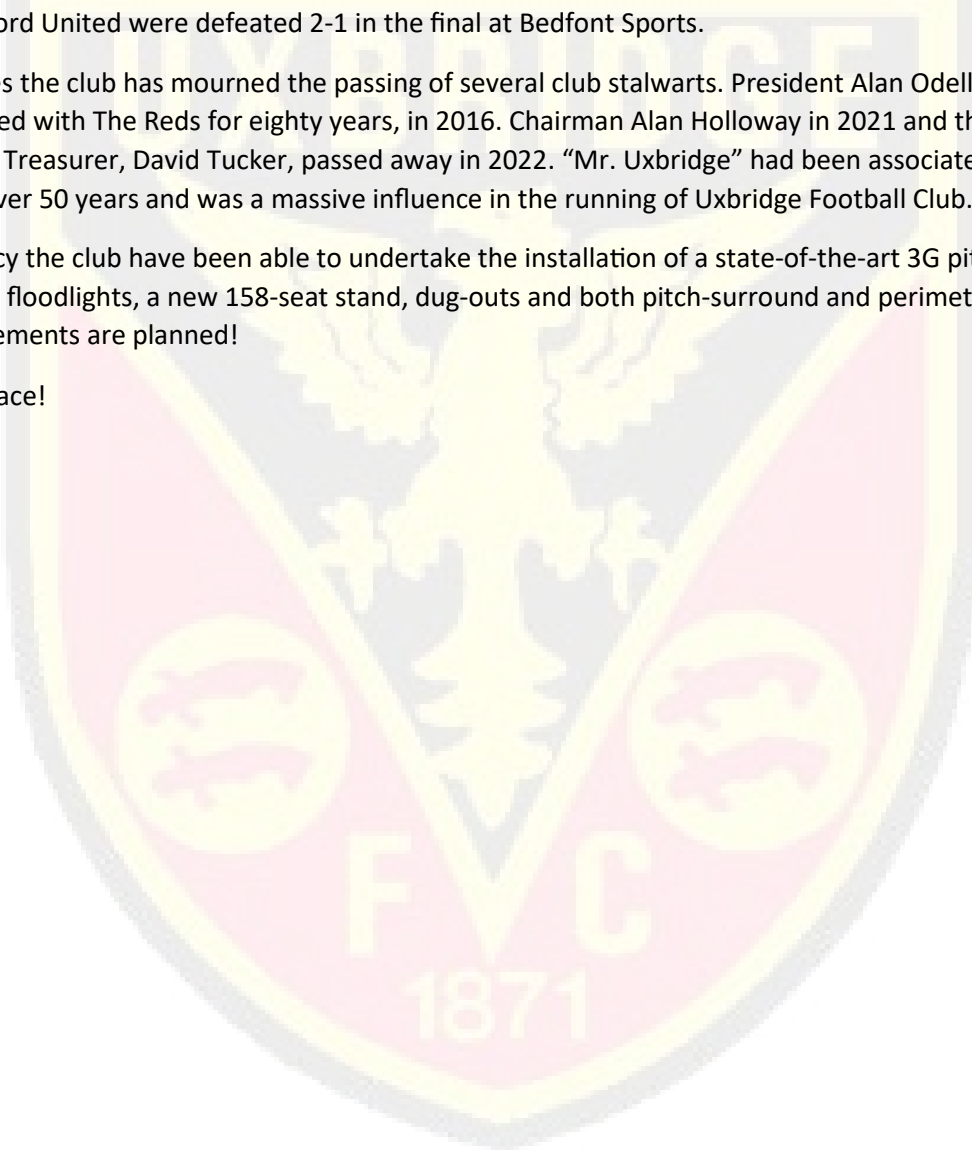 ord United were defeated 2-1 in the final at Bedfont Sports.
es the club has mourned the passing of several club stalwarts. President Alan Odell
ed with The Reds for eighty years, in 2016. Chairman Alan Holloway in 2021 and th
Treasurer, David Tucker, passed away in 2022. “Mr. Uxbridge” had been associate
ver 50 years and was a massive influence in the running of Uxbridge Football Club.
cy the club have been able to undertake the installation of a state-of-the-art 3G pit
floodlights, a new 158-seat stand, dug-outs and both pitch-surround and perimet
ements are planned!
ace!
UXBRIDGE
F C
1871